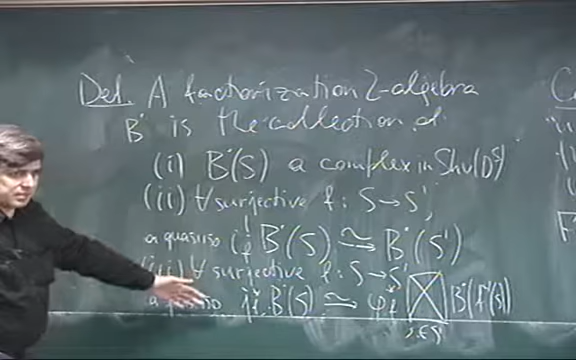 Def. A factorization 2-algebra
B˙ is the collection of
(i) B˙(S) a complex in Shv(D^S)
(ii) ∀ surjective f: S → S',
a quasiiso i_f^! B˙(S) ≃ B˙(S')
(iii) ∀ surjective f: S → S'
a quasiiso j_f^* B˙(S) ≃ φ_f^* ⊠ B˙(f^{-1}(s))
s ∈ S'